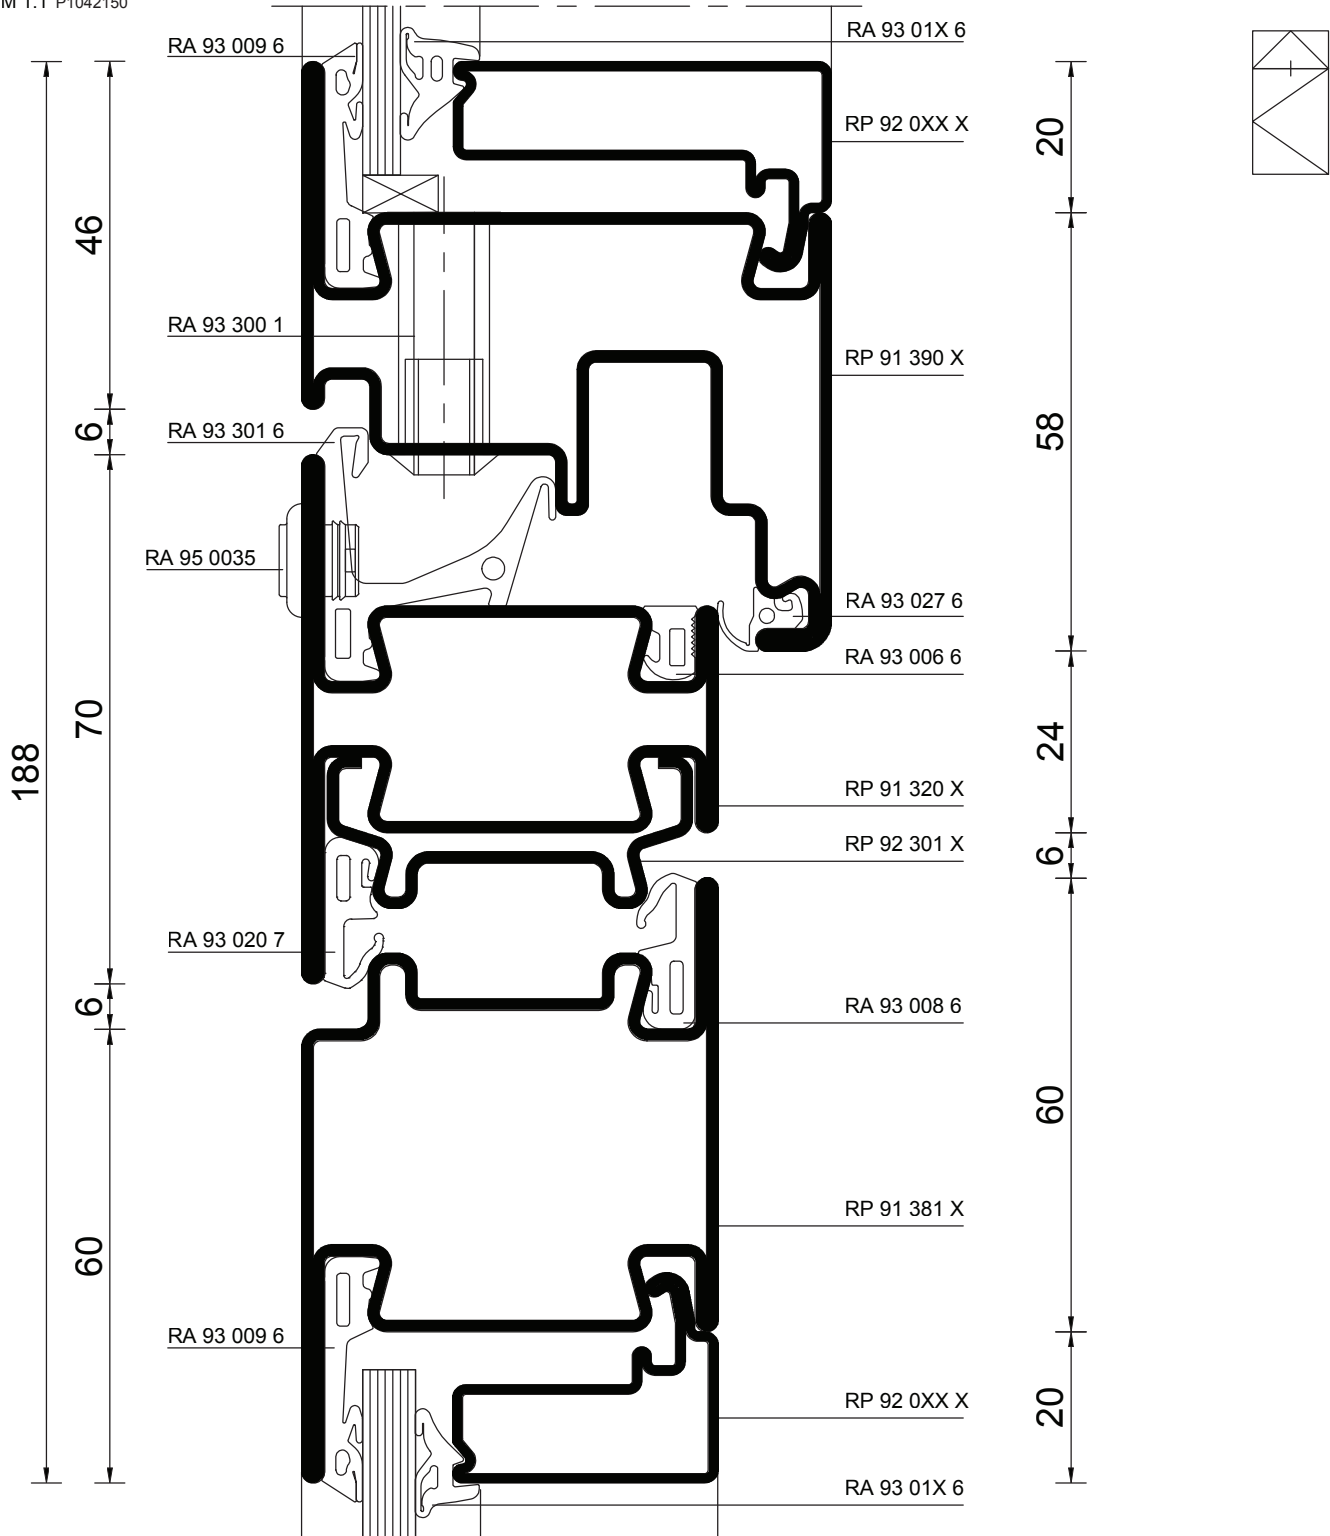 M 1.1 P1042150
RA 93 009 6
RA 93 01X 6
RP 92 0XX X
20
46
RA 93 300 1
RP 91 390 X
58
6
RA 93 301 6
RA 95 0035
RA 93 027 6
RA 93 006 6
70
24
188
RP 91 320 X
RP 92 301 X
6
RA 93 020 7
6
RA 93 008 6
60
RP 91 381 X
60
RA 93 009 6
RP 92 0XX X
20
RA 93 01X 6